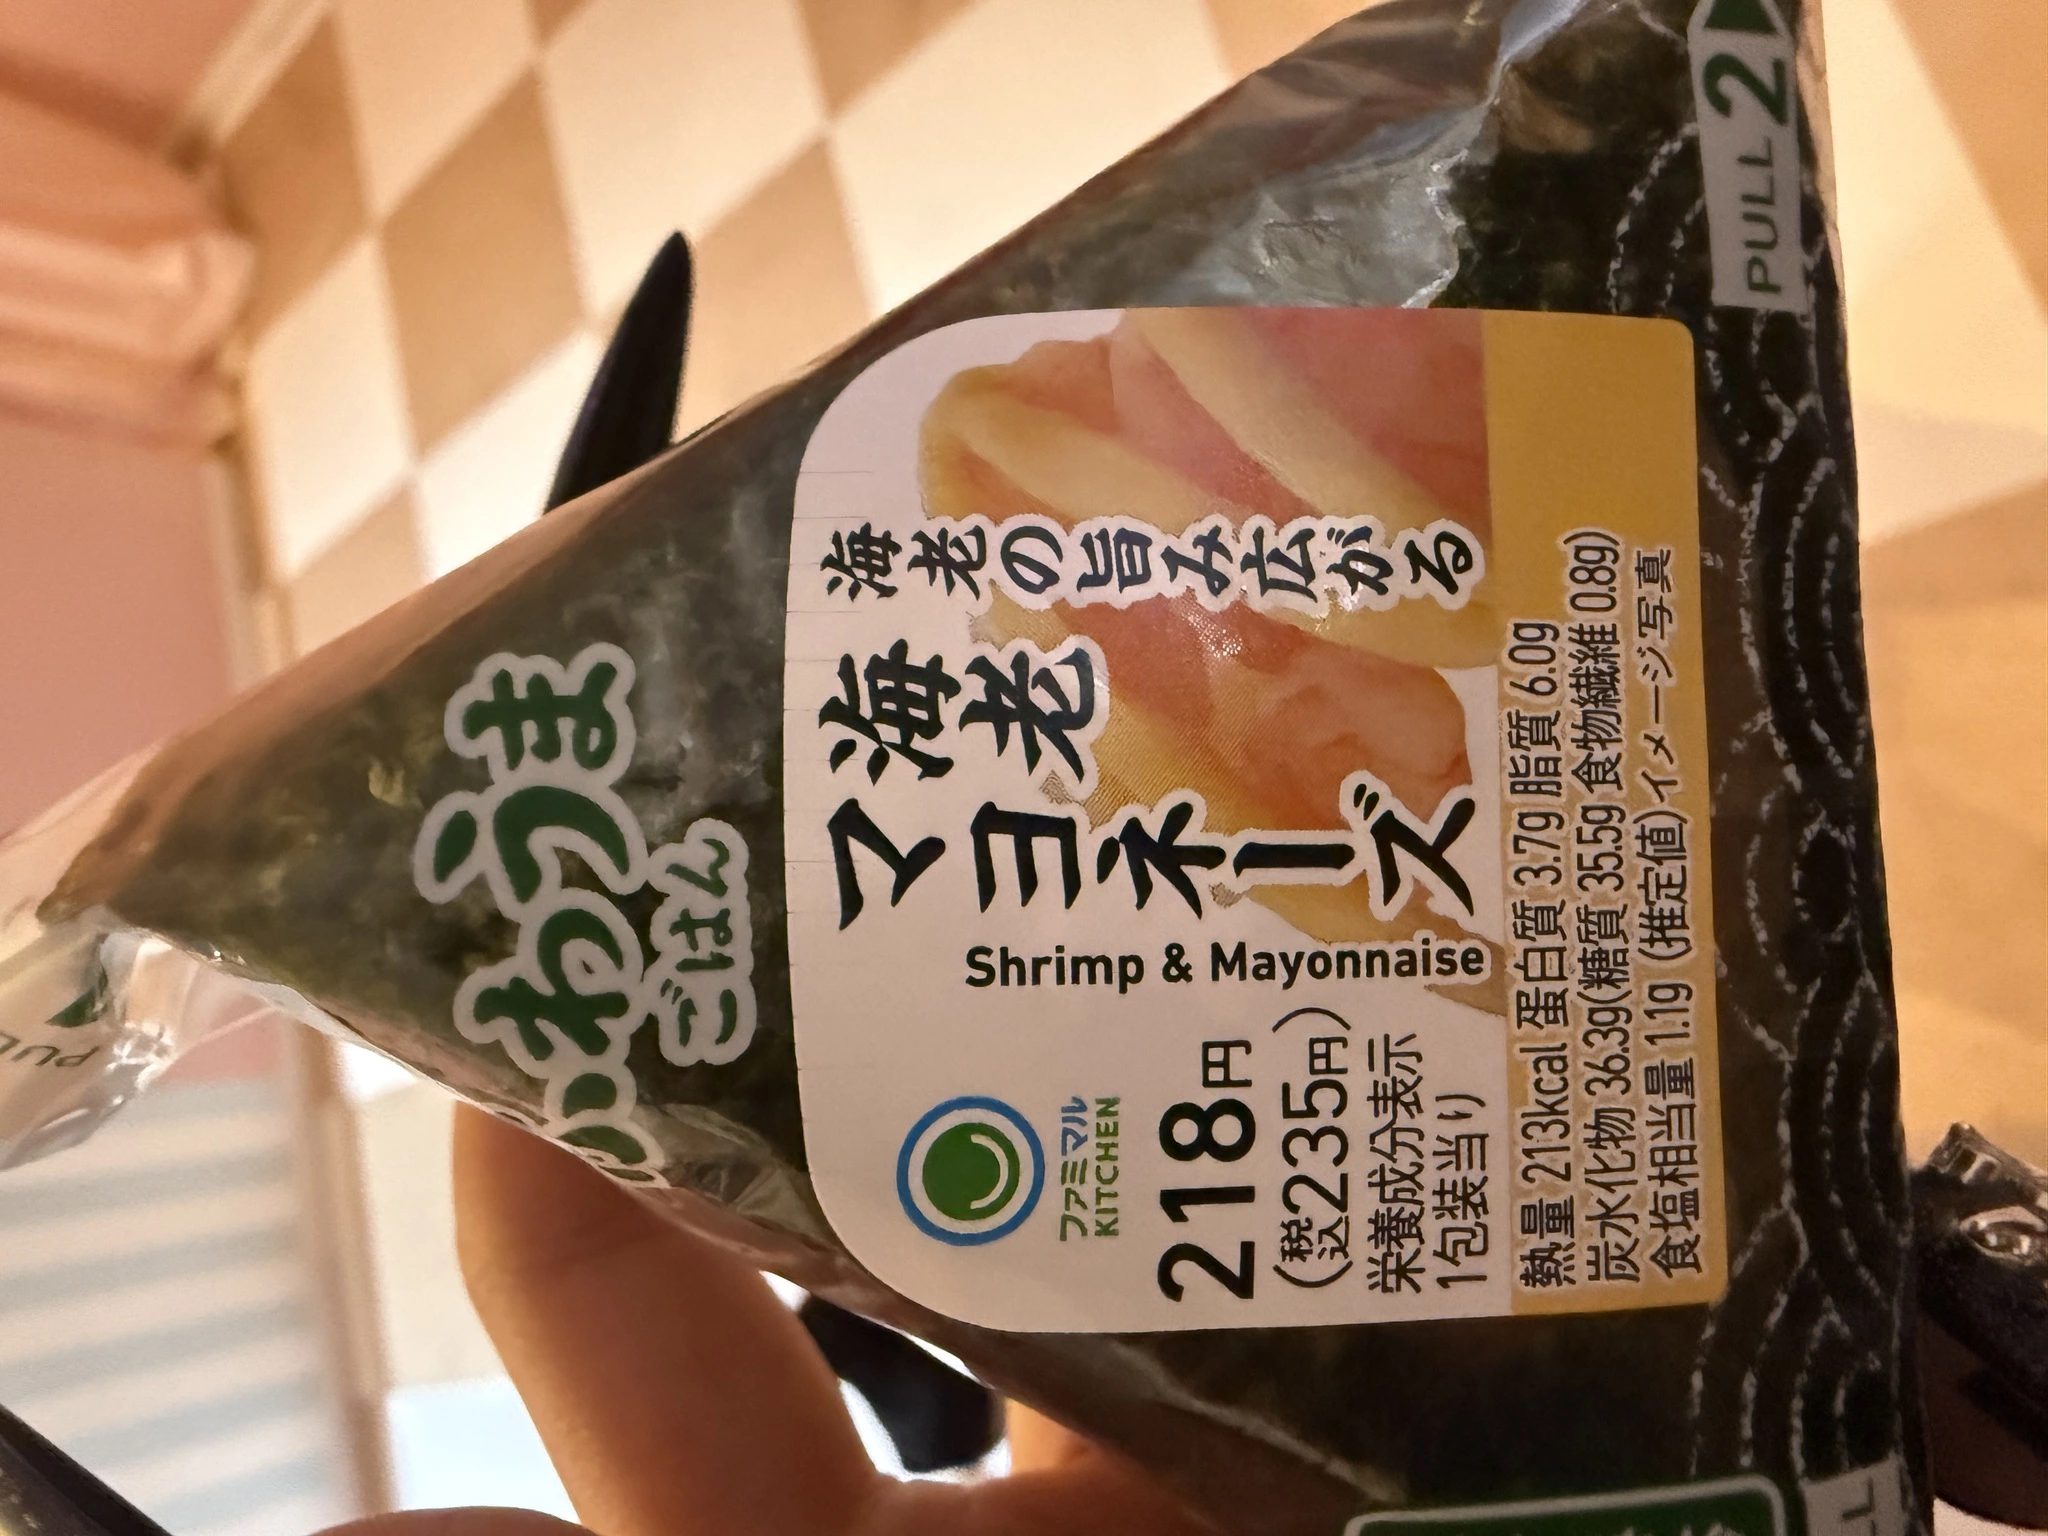 うまわうま
ごはん
海老の旨み広がる
海老
マヨネーズ
Shrimp & Mayonnaise
ファミマル
KITCHEN
218円
(税込235円)
栄養成分表示
1包装当り
熱量 213kcal 蛋白質 3.7g 脂質 6.0g
炭水化物 36.3g(糖質 35.5g 食物繊維 0.8g)
食塩相当量 1.1g (推定値)イメージ写真
PULL 2